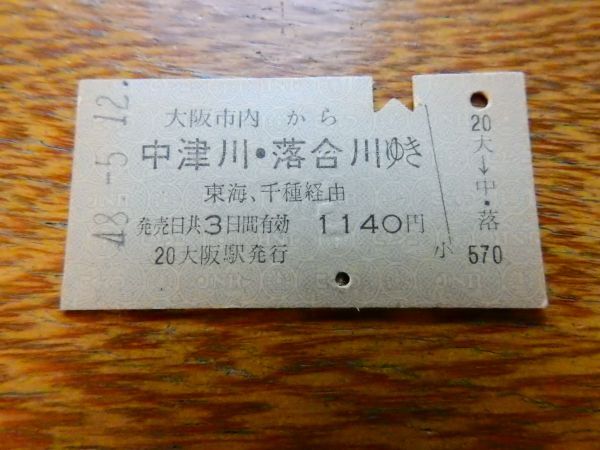 48-5.12.
大阪市内 から
中津川・落合川ゆき
東海、千種経由
発売日共3日間有効 1140円
20大阪駅発行
小
20
大→中・落
570